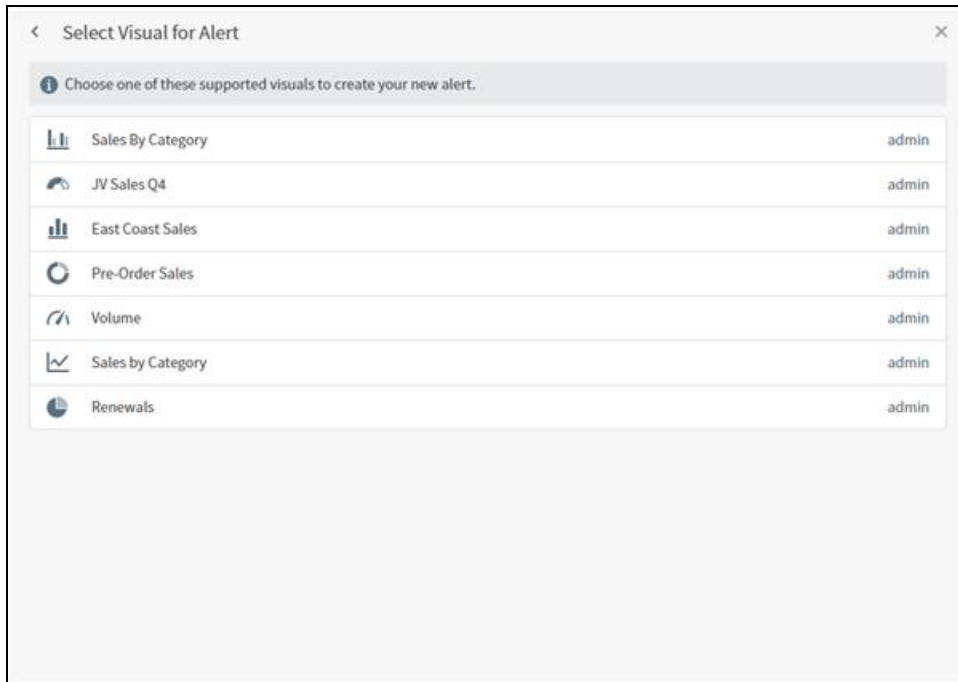 Select Visual for Alert
Choose one of these supported visuals to create your new alert.
Sales By Category admin
JV Sales Q4 admin
East Coast Sales admin
Pre-Order Sales admin
Volume admin
Sales by Category admin
Renewals admin